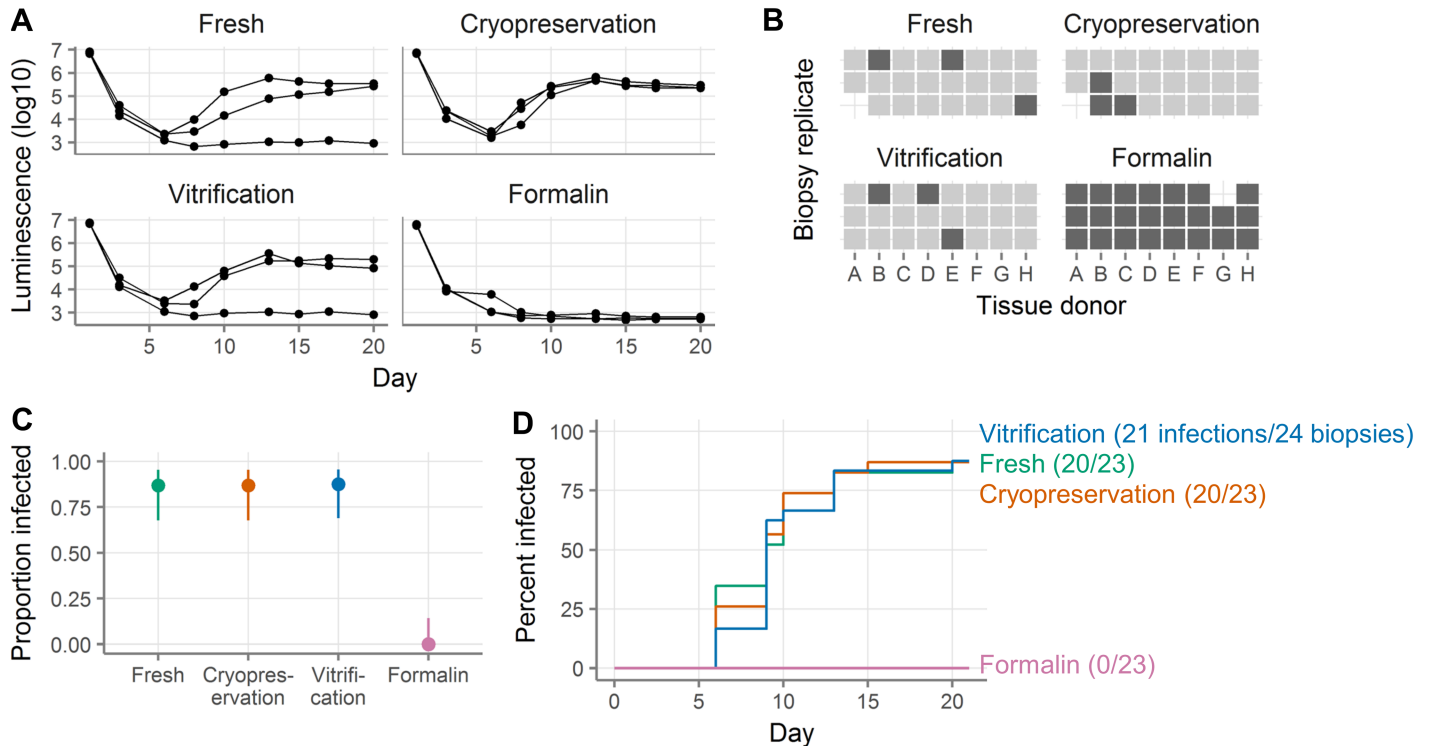 A
Fresh
Cryopreservation
7
6
5
4
3
Vitrification
Formalin
7
6
5
4
3
Luminescence (log10)
5 10 15 20 5 10 15 20
Day
B
Fresh
Cryopreservation
Vitrification
Formalin
Biopsy replicate
A B C D E F G H A B C D E F G H
Tissue donor
C
Proportion infected
1.00
0.75
0.50
0.25
0.00
Fresh Cryopres- Vitrifi- Formalin
ervation cation
D
Percent infected
100
75
50
25
0
0 5 10 15 20
Day
Vitrification (21 infections/24 biopsies)
Fresh (20/23)
Cryopreservation (20/23)
Formalin (0/23)